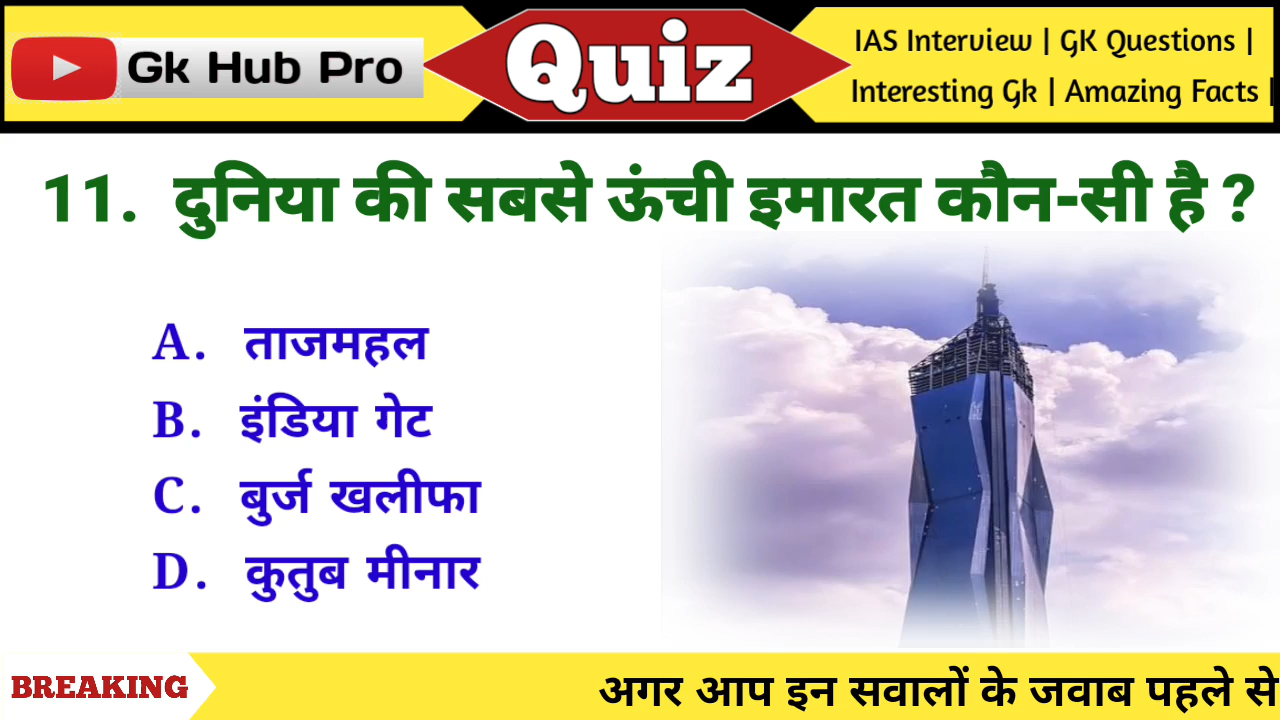 Gk Hub Pro
Quiz
IAS Interview | GK Questions |
Interesting Gk | Amazing Facts |
11. दुनिया की सबसे ऊंची इमारत कौन-सी है ?
A. ताजमहल
B. इंडिया गेट
C. बुर्ज खलीफा
D. कुतुब मीनार
BREAKING
अगर आप इन सवालों के जवाब पहले से